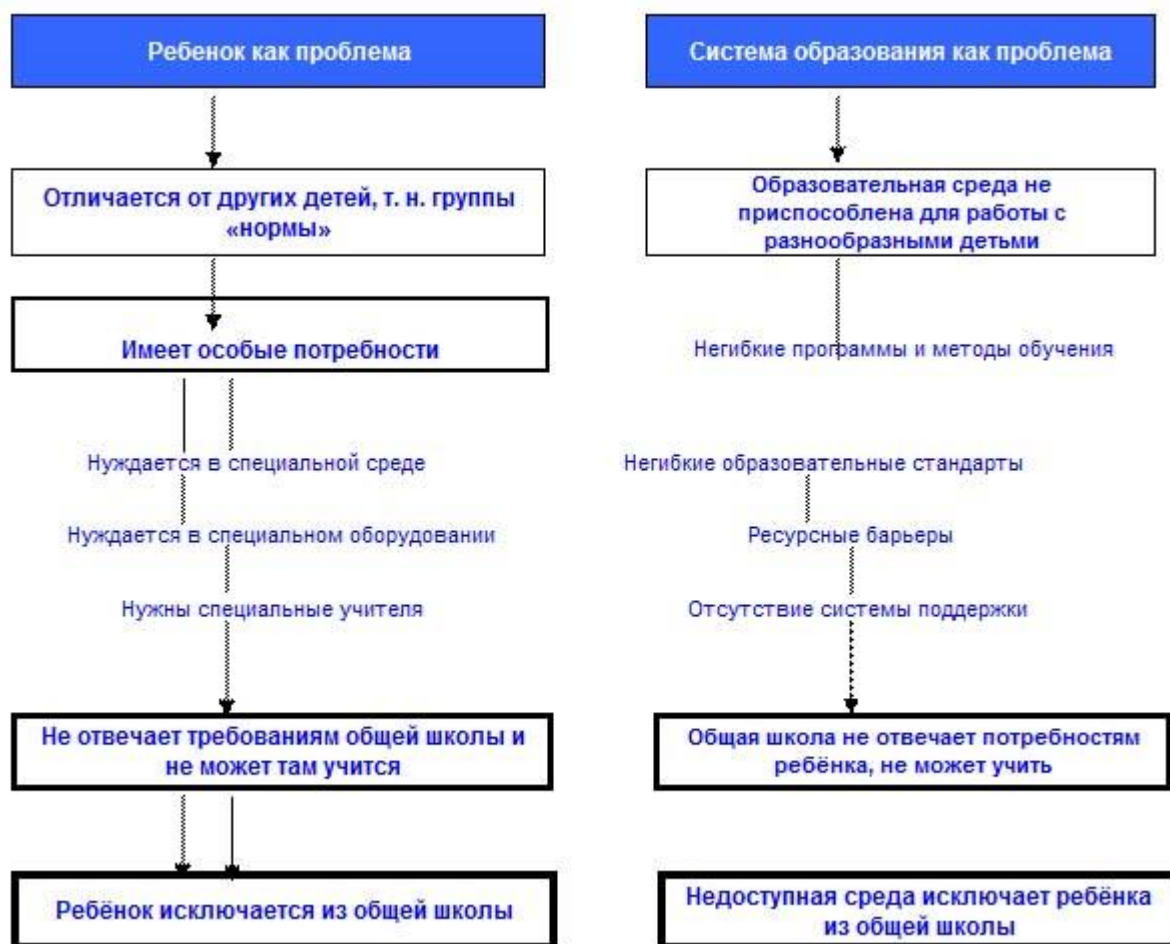 Ребенок как проблема
Отличается от других детей, т. н. группы
«нормы»
Имеет особые потребности
Нуждается в специальной среде
Нуждается в специальном оборудовании
Нужны специальные учителя
Не отвечает требованиям общей школы и
не может там учится
Ребёнок исключается из общей школы
Система образования как проблема
Образовательная среда не
приспособлена для работы с
разнообразными детьми
Негибкие программы и методы обучения
Негибкие образовательные стандарты
Ресурсные барьеры
Отсутствие системы поддержки
Общая школа не отвечает потребностям
ребёнка, не может учить
Недоступная среда исключает ребёнка
из общей школы